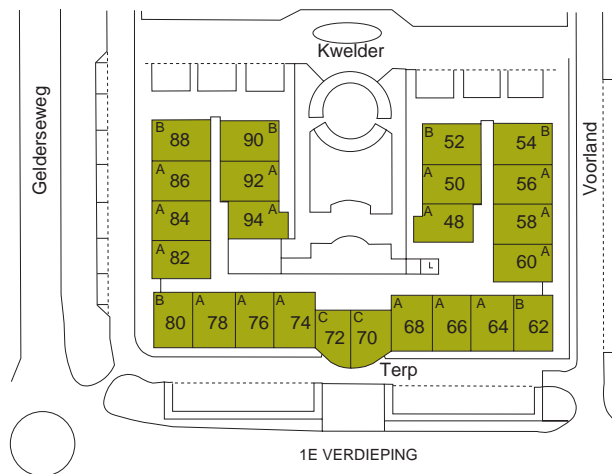 Kwelder
Gelderseweg
Voorland
B 88
B 90
A 86
92 A
A 84
94 A
A 82
B 52
54 B
A 50
56 A
A 48
58 A
60 A
L
B 80
A 78
A 76
A 74
C 72
C 70
A 68
A 66
A 64
B 62
Terp
1E VERDIEPING